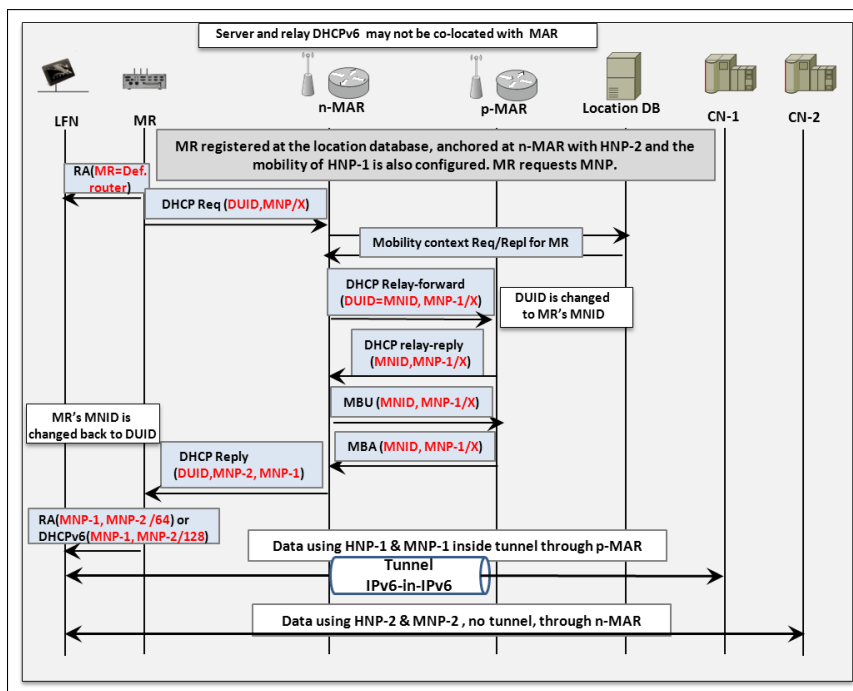 Server and relay DHCPv6 may not be co-located with MAR
LFN
MR
n-MAR
p-MAR
Location DB
CN-1
CN-2
MR registered at the location database, anchored at n-MAR with HNP-2 and the
mobility of HNP-1 is also configured. MR requests MNP.
RA(MR=Def.
router)
DHCP Req (DUID,MNP/X)
Mobility context Req/Repl for MR
DHCP Relay-forward
(DUID=MNID, MNP-1/X)
DUID is changed
to MR's MNID
DHCP relay-reply
(MNID,MNP-1/X)
MBU (MNID, MNP-1/X)
MR's MNID is
changed back to DUID
MBA (MNID, MNP-1/X)
DHCP Reply
(DUID,MNP-2, MNP-1)
RA(MNP-1, MNP-2 /64) or
DHCPv6(MNP-1, MNP-2/128)
Data using HNP-1 & MNP-1 inside tunnel through p-MAR
Tunnel
IPv6-in-IPv6
Data using HNP-2 & MNP-2 , no tunnel, through n-MAR